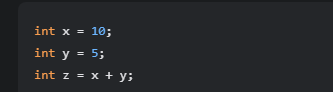 int x = 10;
int y = 5;
int z = x + y;